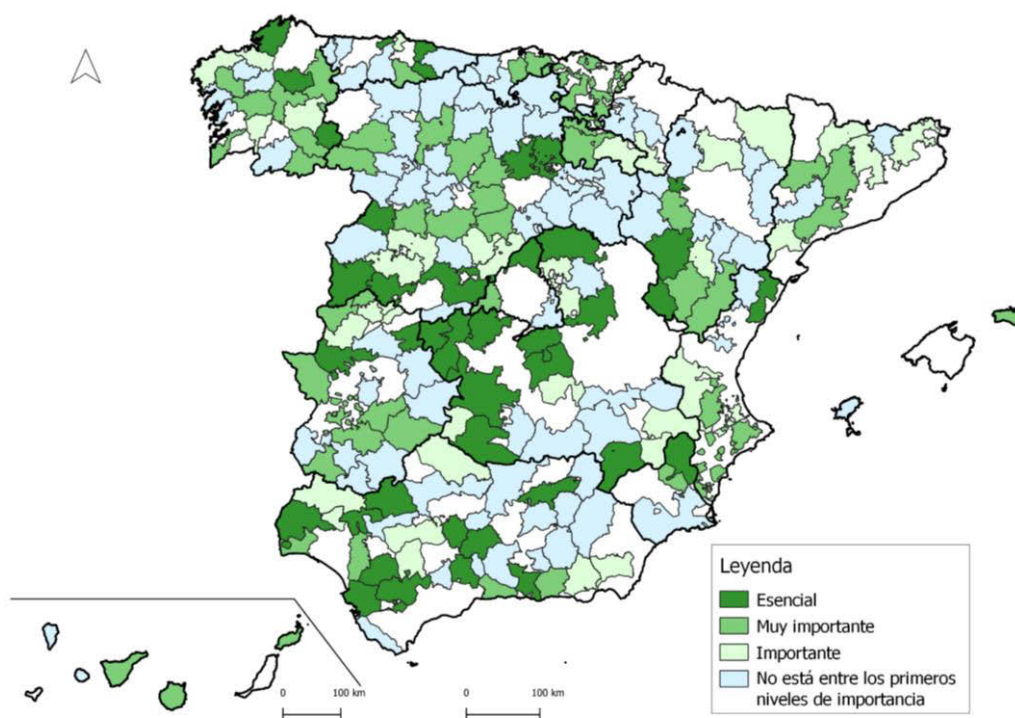 Leyenda
Esencial
Muy importante
Importante
No está entre los primeros
niveles de importancia
0 100 km
0 100 km